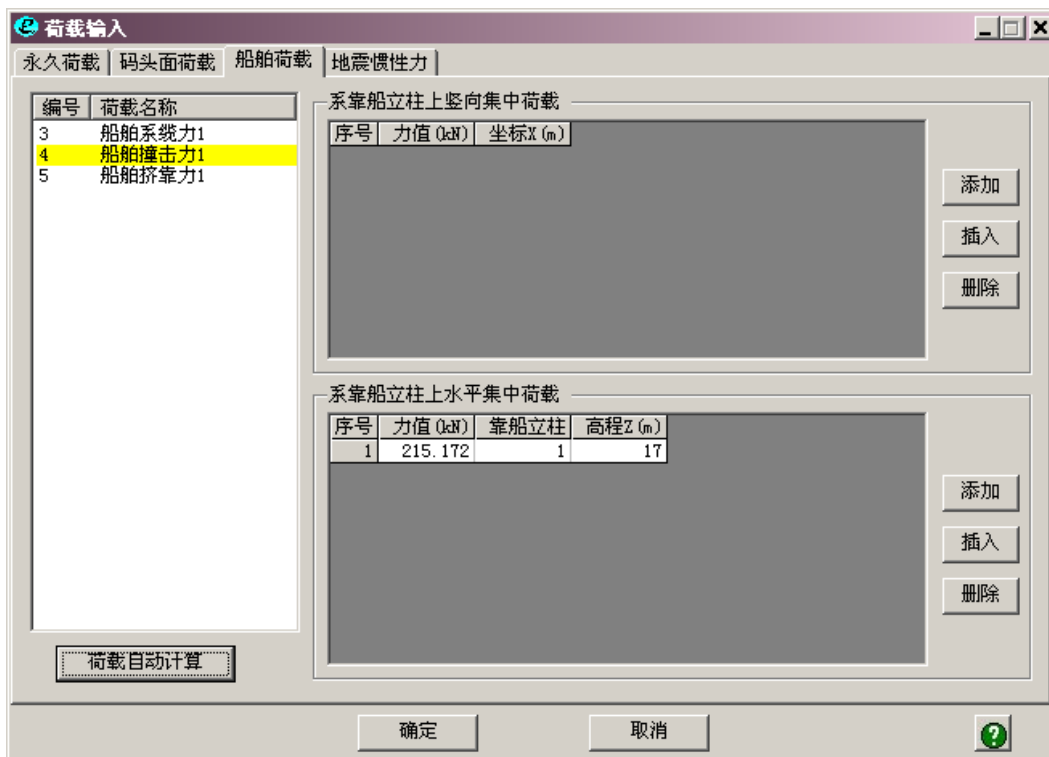 荷载输入
永久荷载 码头面荷载 船舶荷载 地震惯性力
编号 荷载名称
3 船舶系缆力1
4 船舶撞击力1
5 船舶挤靠力1
荷载自动计算
系靠船立柱上竖向集中荷载
序号 力值(kN) 坐标X(m)
添加
插入
删除
系靠船立柱上水平集中荷载
序号 力值(kN) 靠船立柱 高程Z(m)
1 215.172 1 17
添加
插入
删除
确定 取消